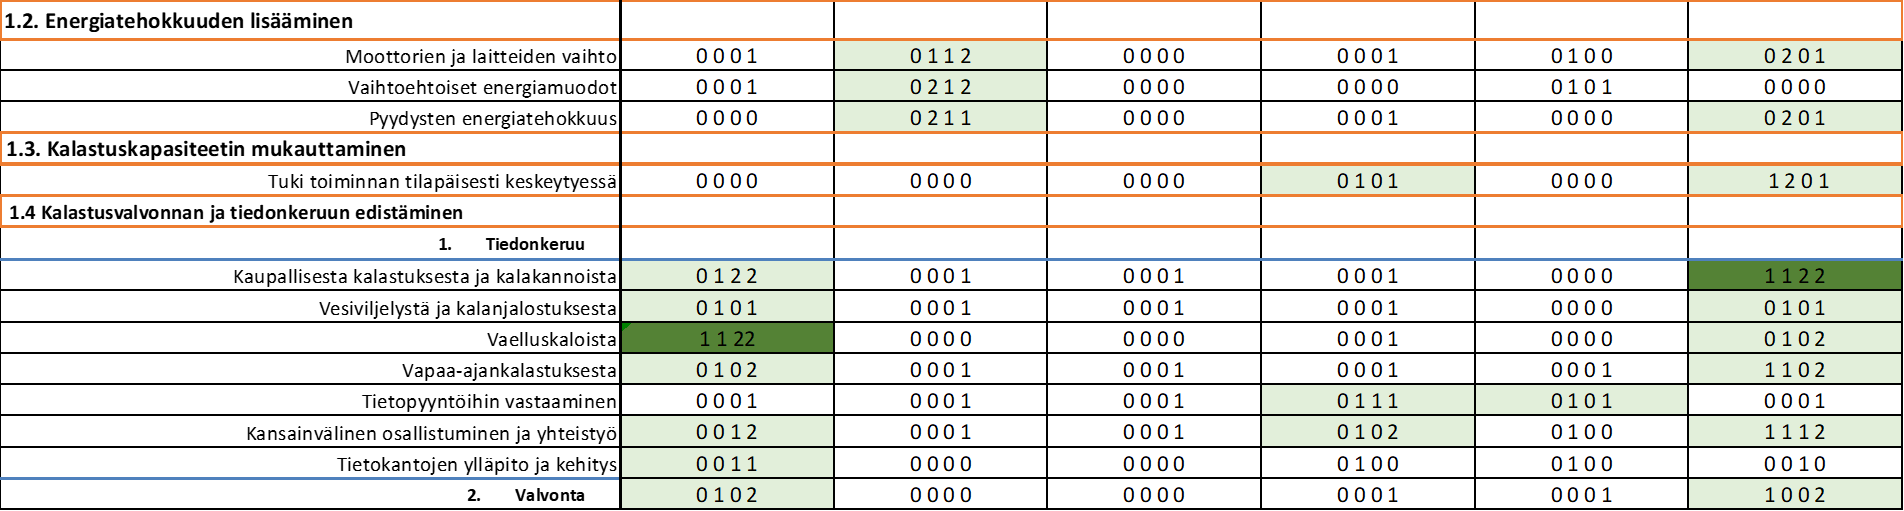 1.2. Energiatehokkuuden lisääminen
Moottorien ja laitteiden vaihto 0 0 0 1 0 1 1 2 0 0 0 0 0 0 0 1 0 1 0 0 0 2 0 1
Vaihtoehtoiset energiamuodot 0 0 0 1 0 2 1 2 0 0 0 0 0 0 0 0 0 1 0 1 0 0 0 0
Pyydysten energiatehokkuus 0 0 0 0 0 2 1 1 0 0 0 0 0 0 0 1 0 0 0 0 0 2 0 1
1.3. Kalastuskapasiteetin mukauttaminen
Tuki toiminnan tilapäisesti keskeytyessä 0 0 0 0 0 0 0 0 0 0 0 0 0 1 0 1 0 0 0 0 1 2 0 1
1.4 Kalastusvalvonnan ja tiedonkeruun edistäminen
1. Tiedonkeruu
Kaupallisesta kalastuksesta ja kalakannoista 0 1 2 2 0 0 0 1 0 0 0 1 0 0 0 1 0 0 0 0 1 1 2 2
Vesiviljelystä ja kalanjalostuksesta 0 1 0 1 0 0 0 1 0 0 0 1 0 0 0 1 0 0 0 0 0 1 0 1
Vaelluskaloista 1 1 22 0 0 0 0 0 0 0 0 0 0 0 1 0 0 0 0 0 1 0 2
Vapaa-ajankalastuksesta 0 1 0 2 0 0 0 1 0 0 0 1 0 0 0 1 0 0 0 1 1 1 0 2
Tietopyyntöihin vastaaminen 0 0 0 1 0 0 0 1 0 0 0 1 0 1 1 1 0 1 0 1 0 0 0 1
Kansainvälinen osallistuminen ja yhteistyö 0 0 1 2 0 0 0 1 0 0 0 1 0 1 0 2 0 1 0 0 1 1 1 2
Tietokantojen ylläpito ja kehitys 0 0 1 1 0 0 0 0 0 0 0 0 0 1 0 0 0 1 0 0 0 0 1 0
2. Valvonta 0 1 0 2 0 0 0 0 0 0 0 0 0 0 0 1 0 0 0 1 1 0 0 2